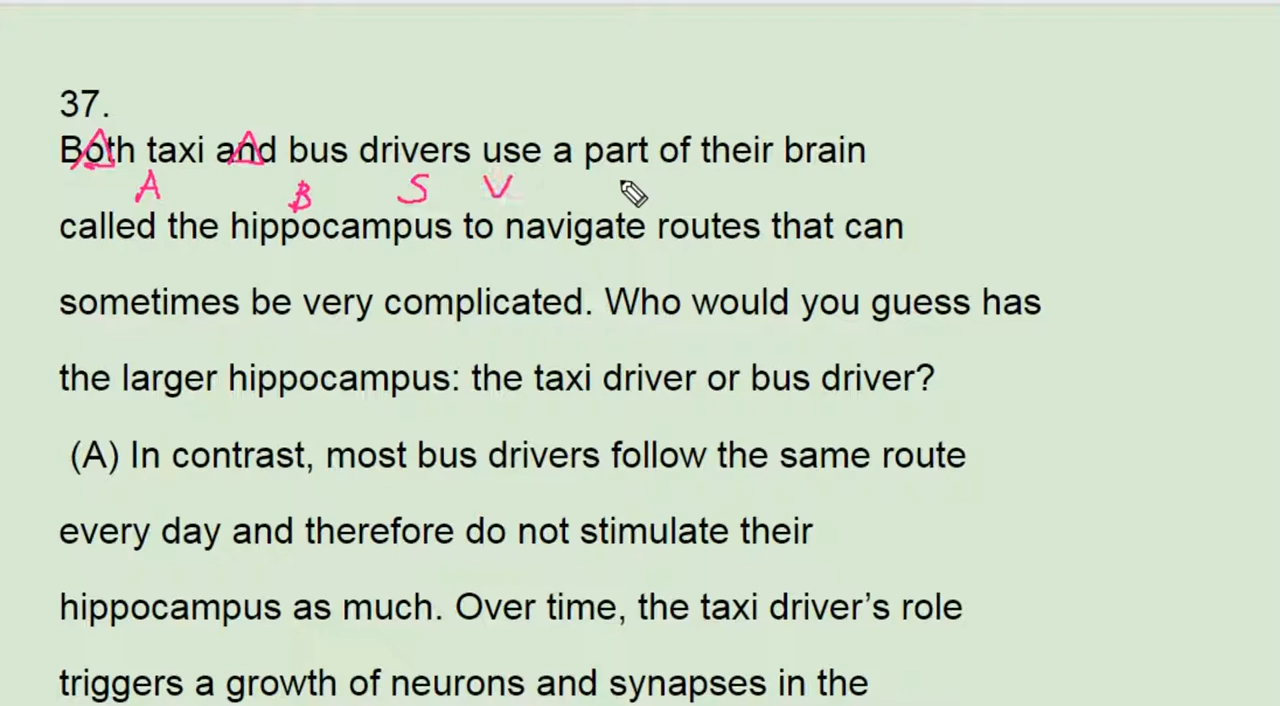 37.
Both taxi and bus drivers use a part of their brain
A B S V
called the hippocampus to navigate routes that can
sometimes be very complicated. Who would you guess has
the larger hippocampus: the taxi driver or bus driver?
(A) In contrast, most bus drivers follow the same route
every day and therefore do not stimulate their
hippocampus as much. Over time, the taxi driver’s role
triggers a growth of neurons and synapses in the